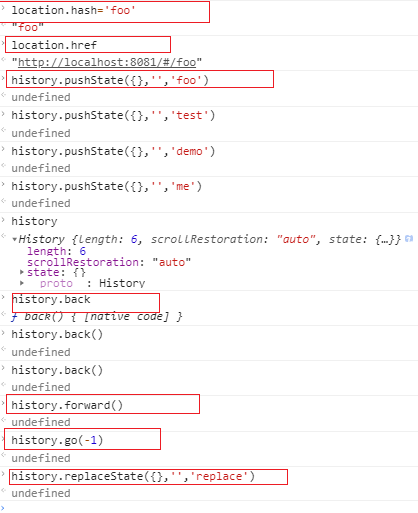 location.hash='foo'
"foo"
location.href
"http://localhost:8081/#/foo"
history.pushState({},'','foo')
undefined
history.pushState({},'','test')
undefined
history.pushState({},'','demo')
undefined
history.pushState({},'','me')
undefined
history
▾History {length: 6, scrollRestoration: "auto", state: {…}} i
length: 6
scrollRestoration: "auto"
▸state: {}
▸ proto : History
history.back
ƒ back() { [native code] }
history.back()
undefined
history.back()
undefined
history.forward()
undefined
history.go(-1)
undefined
history.replaceState({},'','replace')
undefined